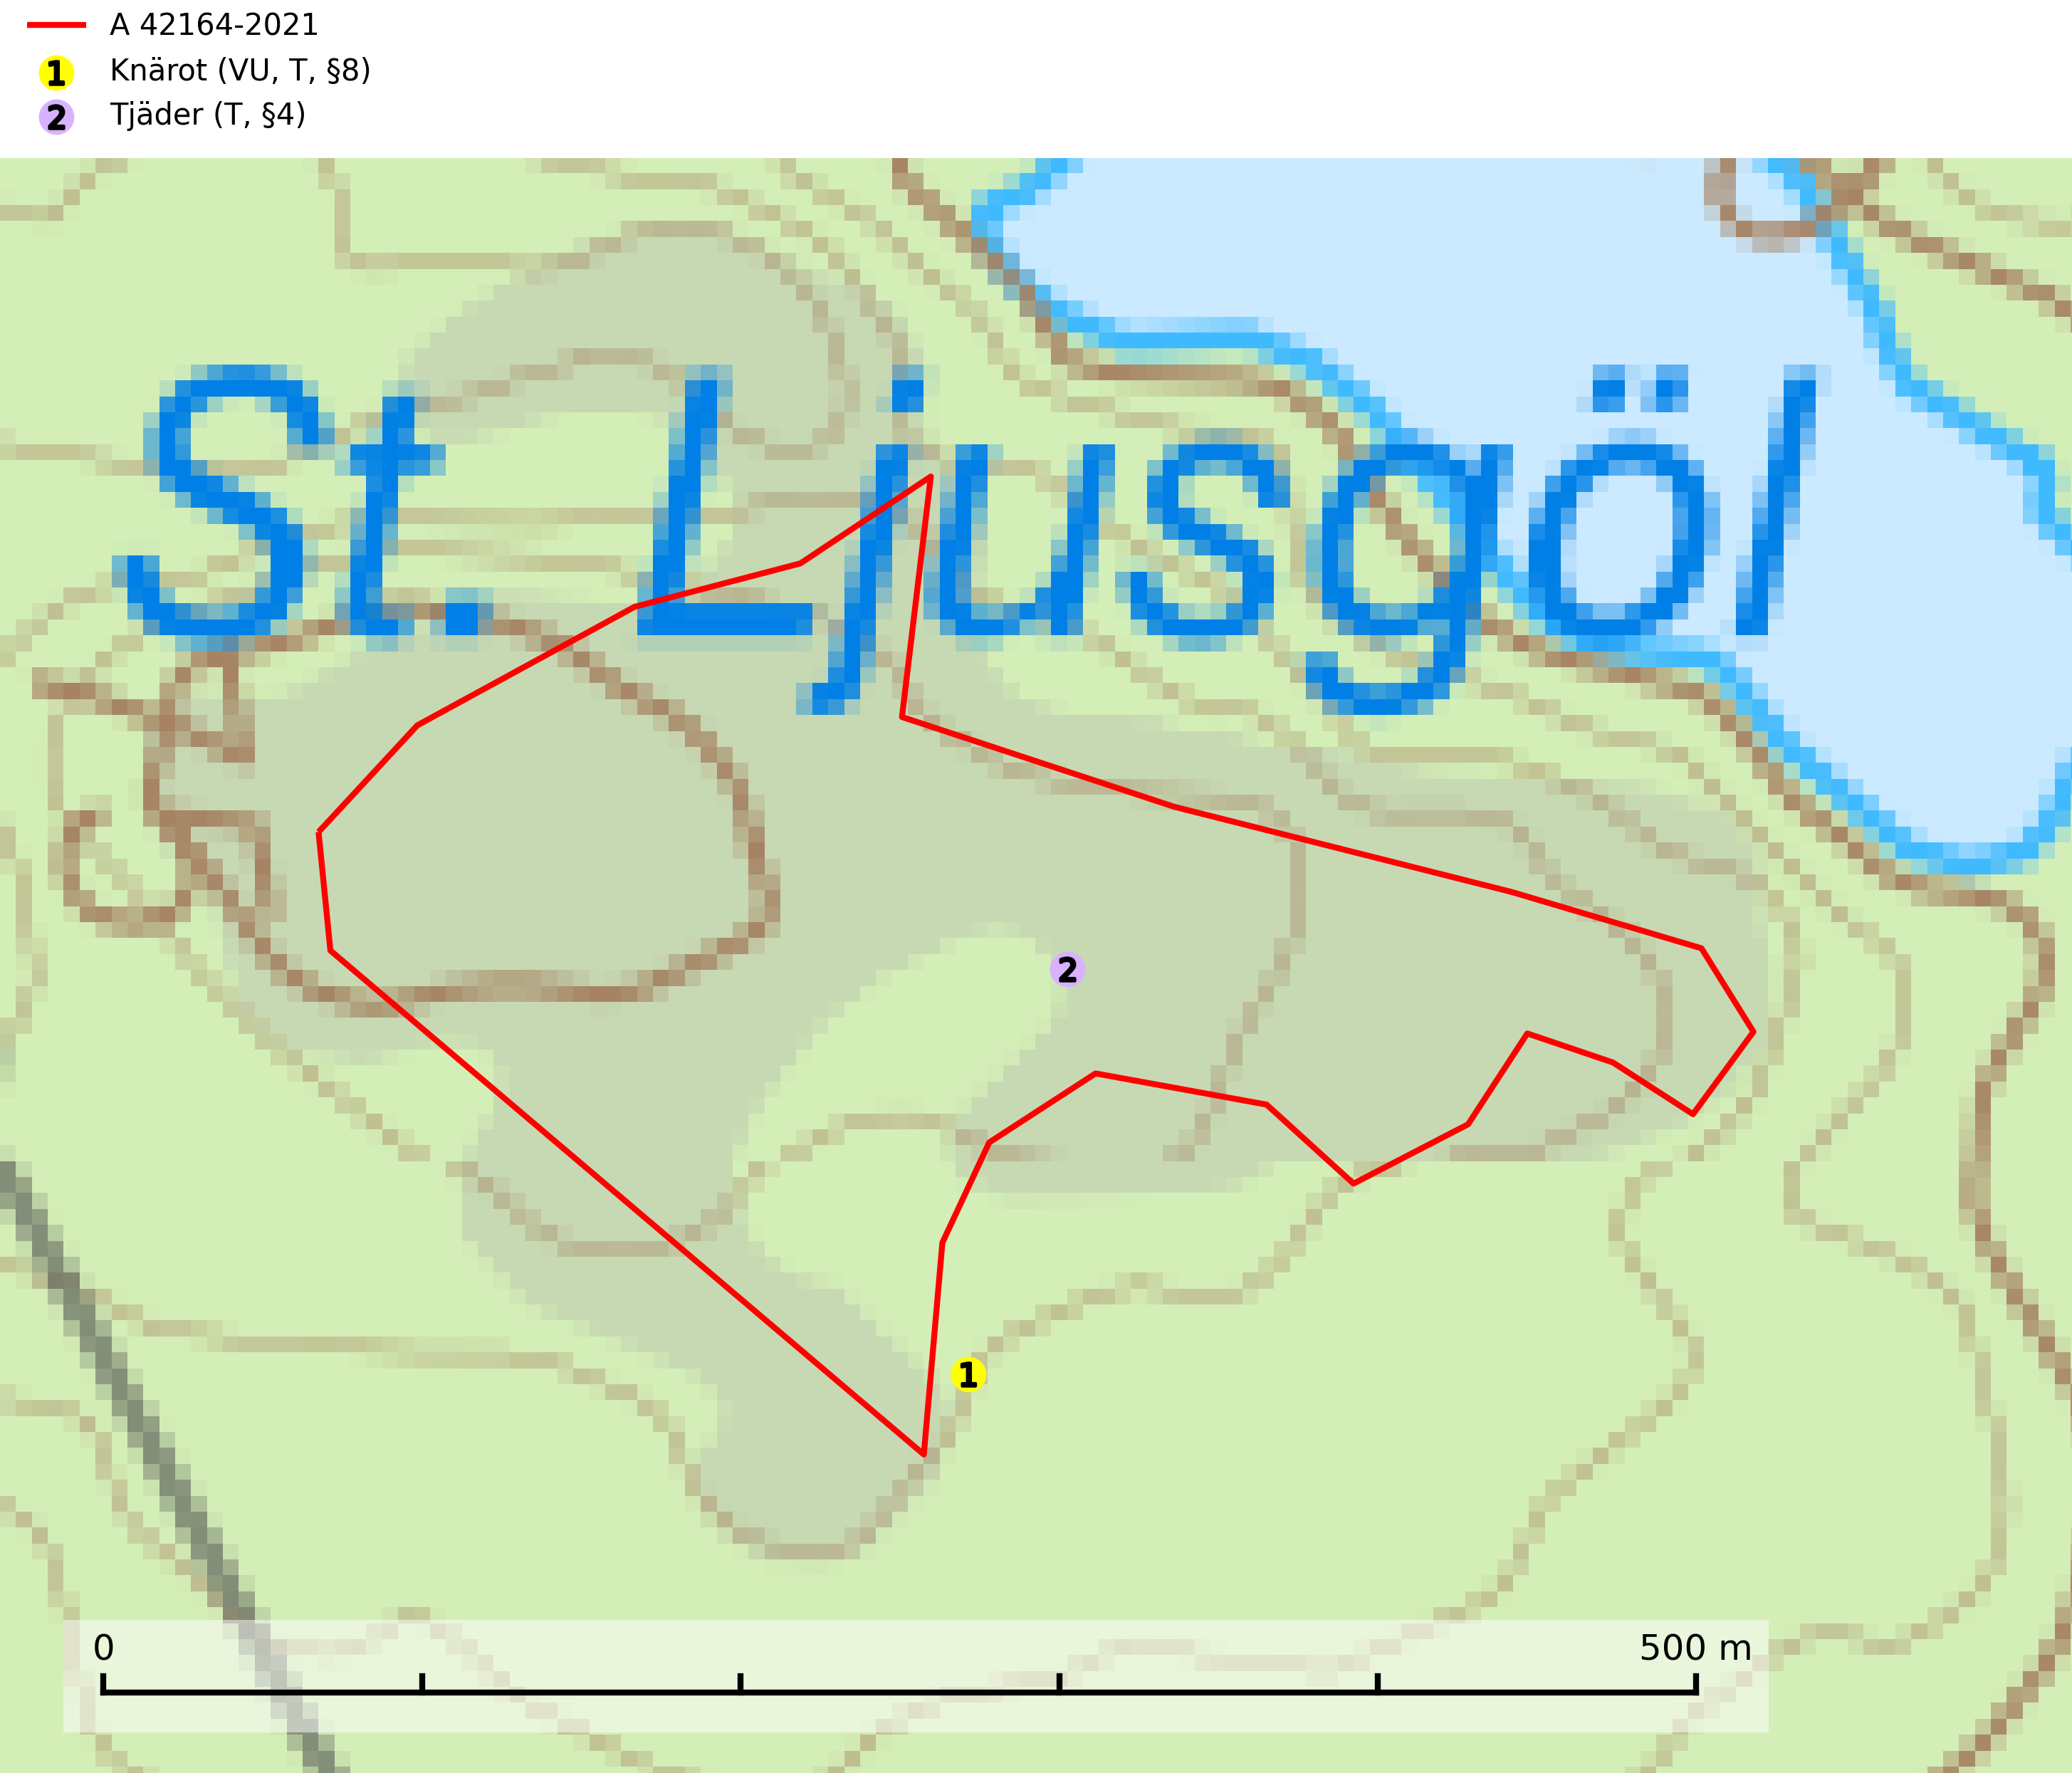 A 42164-2021
1 Knärot (VU, T, §8)
2 Tjäder (T, §4)
St. Ljusgöl
2
1
0 500 m